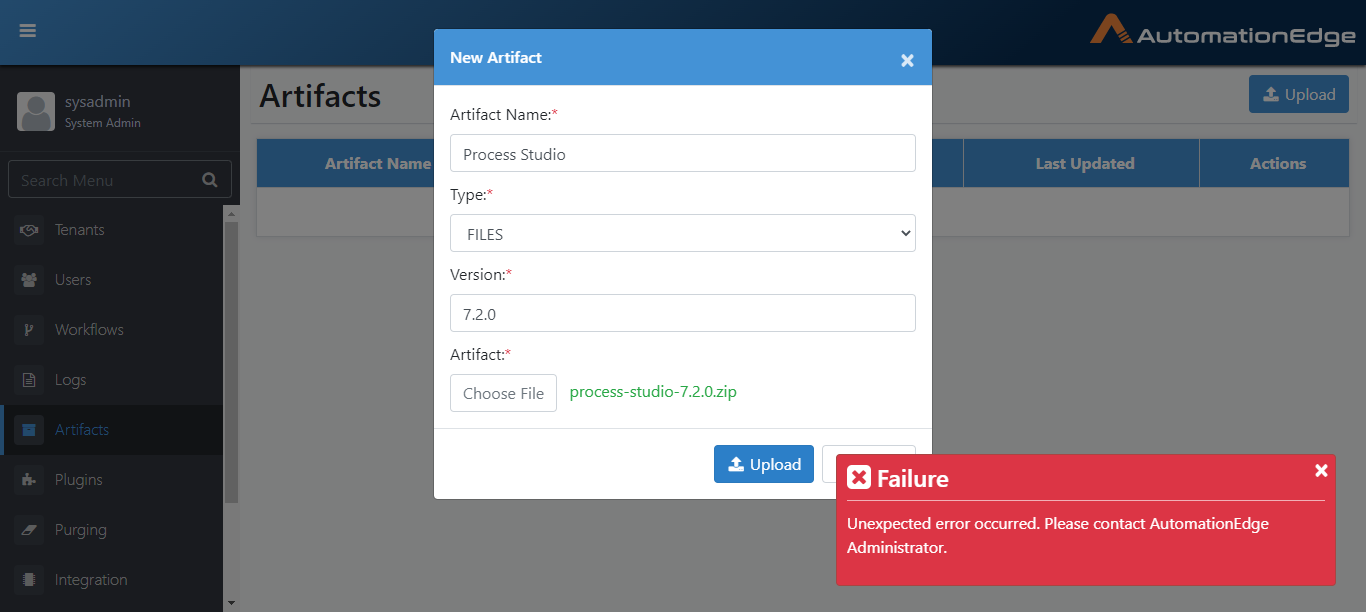 AutomationEdge
sysadmin
System Admin
Search Menu
Tenants
Users
Workflows
Logs
Artifacts
Plugins
Purging
Integration
Artifacts
Upload
Artifact Name
Last Updated
Actions
New Artifact
Artifact Name:*
Process Studio
Type:*
FILES
Version:*
7.2.0
Artifact:*
Choose File process-studio-7.2.0.zip
Upload
Failure
Unexpected error occurred. Please contact AutomationEdge
Administrator.